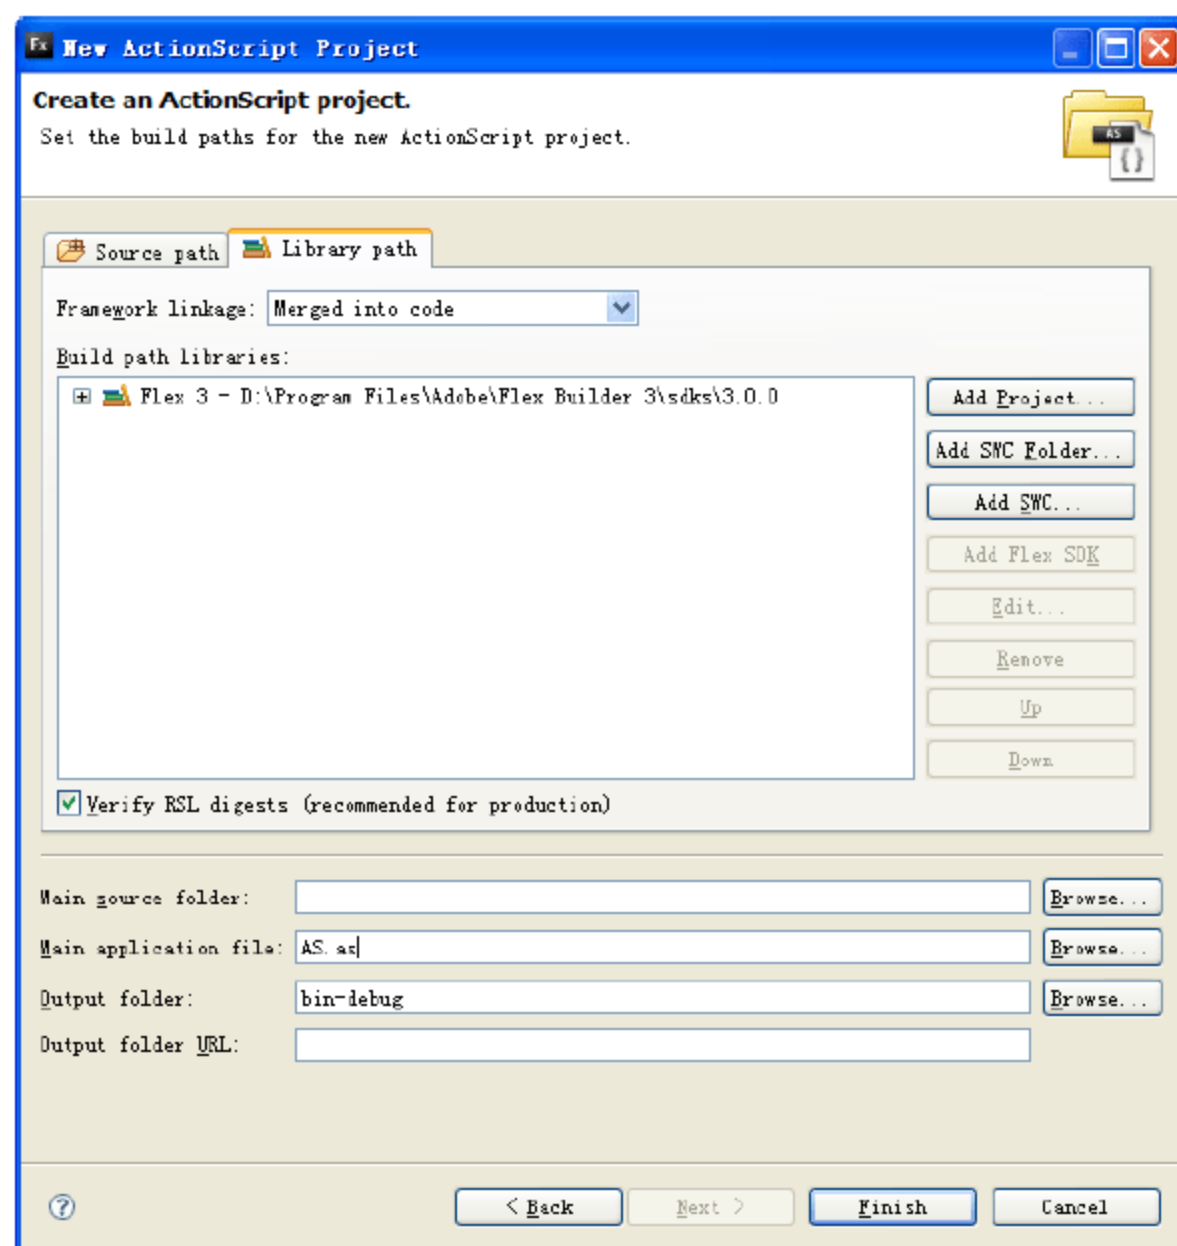 Fx New ActionScript Project
Create an ActionScript project.
Set the build paths for the new ActionScript project.
AS
{}
Source path
Library path
Framework linkage: Merged into code
Build path libraries:
Flex 3 - D:\Program Files\Adobe\Flex Builder 3\sdks\3.0.0
Add Project...
Add SWC Folder...
Add SWC...
Add Flex SDK
Edit...
Remove
Up
Down
Verify RSL digests (recommended for production)
Main source folder: Browse...
Main application file: AS.as Browse...
Output folder: bin-debug Browse...
Output folder URL:
? < Back Next > Finish Cancel